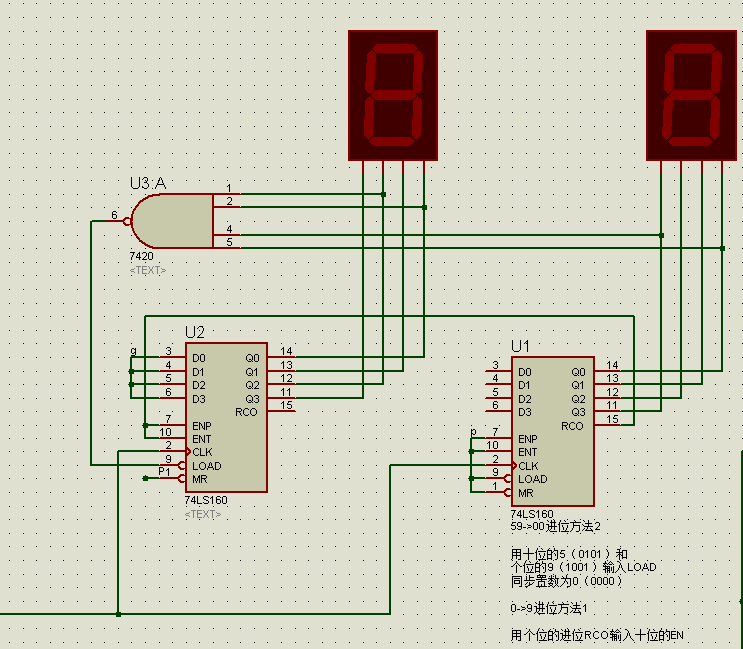 U3:A
1
2
4
5
6
7420
<TEXT>
U2
g
3 D0 Q0 14
4 D1 Q1 13
5 D2 Q2 12
6 D3 Q3 11
RCO 15
7 ENP
10 ENT
2 CLK
9 LOAD
P1 1 MR
74LS160
<TEXT>
U1
3 D0 Q0 14
4 D1 Q1 13
5 D2 Q2 12
6 D3 Q3 11
RCO 15
p 7 ENP
10 ENT
2 CLK
9 LOAD
1 MR
74LS160
59->00进位方法2
用十位的5（0101）和
个位的9（1001）输入LOAD
同步置数为0（0000）
0->9进位方法1
用个位的进位RCO输入十位的EN